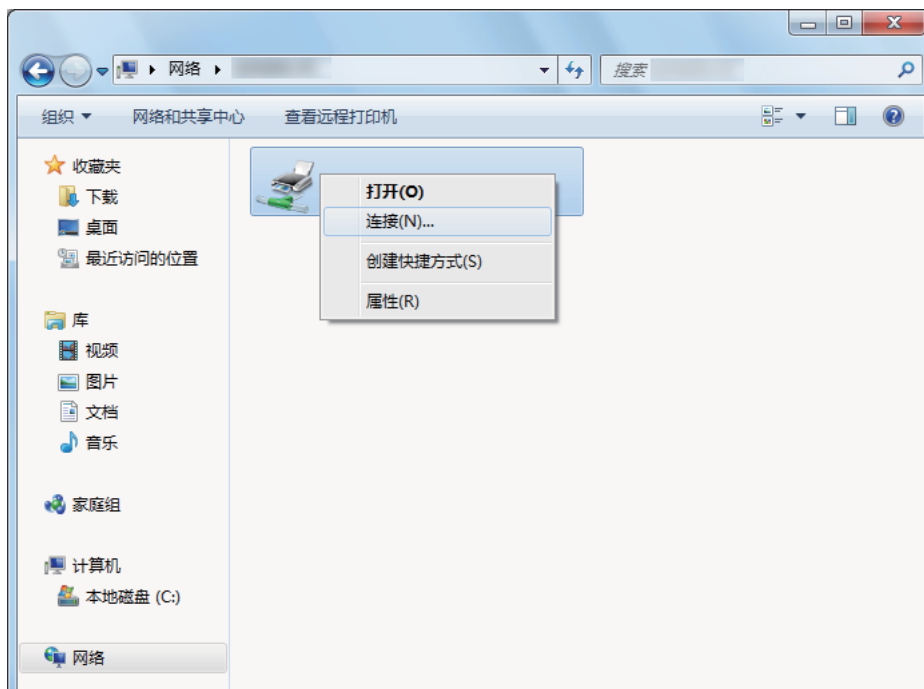 网络
搜索
组织
网络和共享中心
查看远程打印机
收藏夹
下载
桌面
最近访问的位置
库
视频
图片
文档
音乐
家庭组
计算机
本地磁盘 (C:)
网络
打开(O)
连接(N)...
创建快捷方式(S)
属性(R)